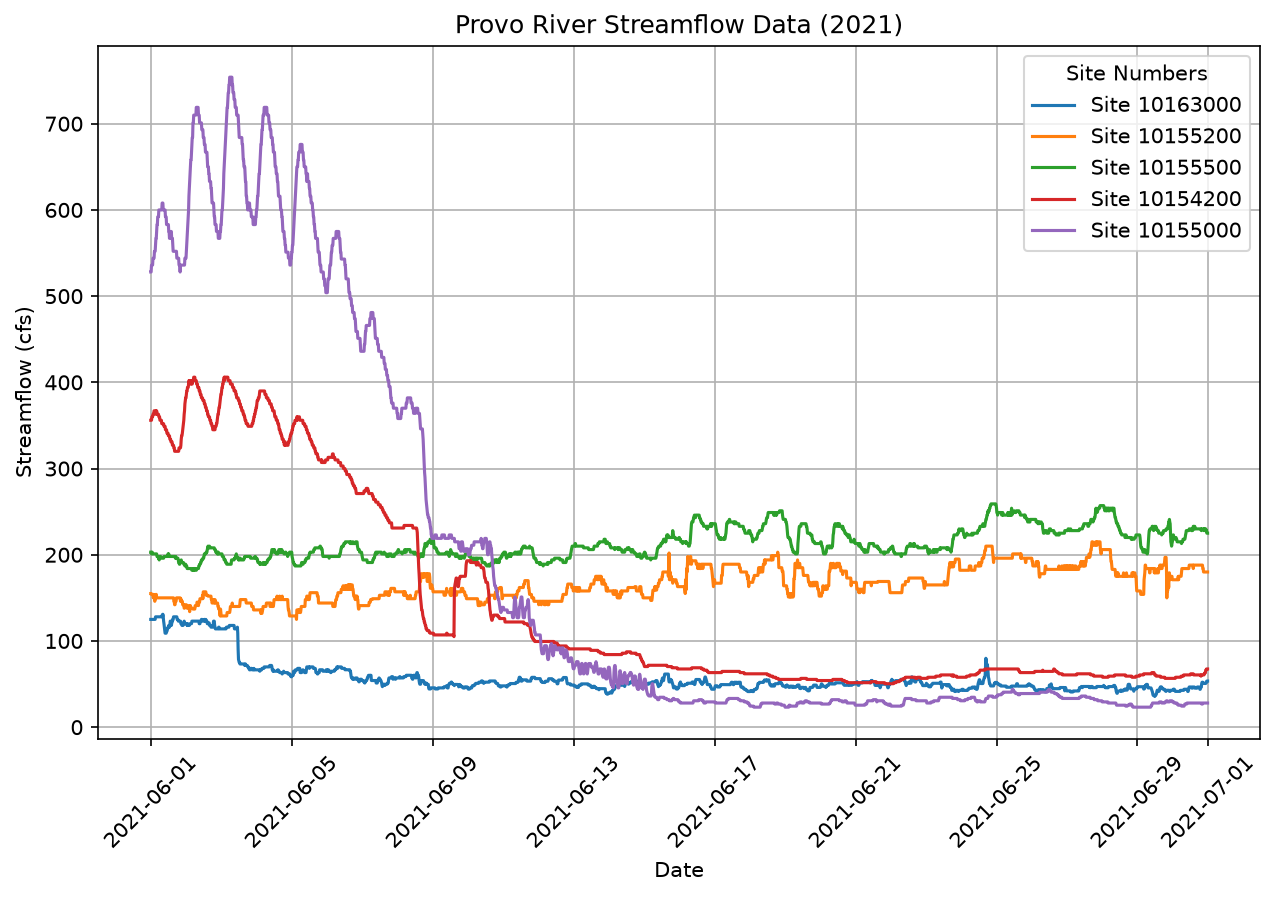 Provo River Streamflow Data (2021)
Site Numbers
Site 10163000
Site 10155200
Site 10155500
Site 10154200
Site 10155000
Streamflow (cfs)
700
600
500
400
300
200
100
0
2021-06-01
2021-06-05
2021-06-09
2021-06-13
2021-06-17
2021-06-21
2021-06-25
2021-06-29
2021-07-01
Date